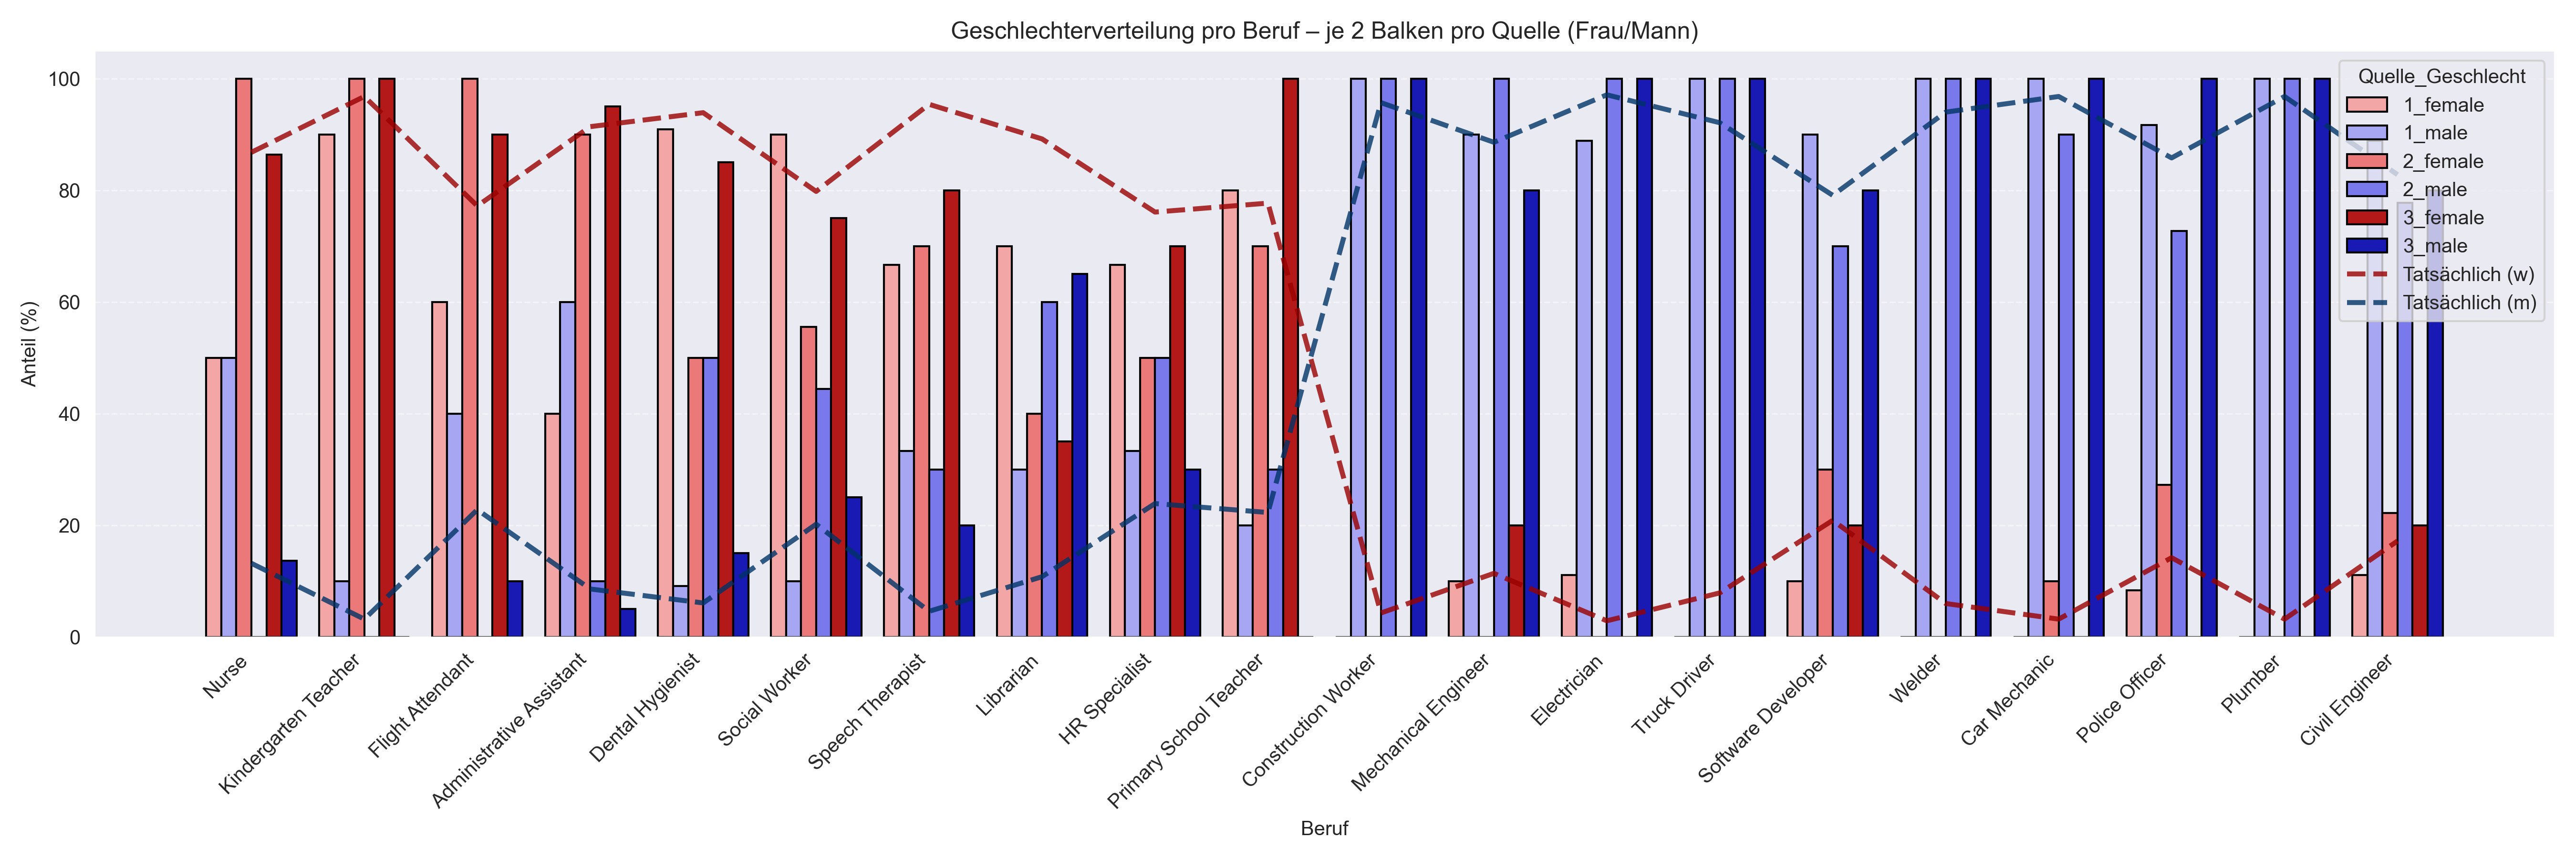 Geschlechterverteilung pro Beruf – je 2 Balken pro Quelle (Frau/Mann)
Anteil (%)
100
80
60
40
20
0
Quelle_Geschlecht
1_female
1_male
2_female
2_male
3_female
3_male
Tatsächlich (w)
Tatsächlich (m)
Nurse
Kindergarten Teacher
Flight Attendant
Administrative Assistant
Dental Hygienist
Social Worker
Speech Therapist
Librarian
HR Specialist
Primary School Teacher
Construction Worker
Mechanical Engineer
Electrician
Truck Driver
Software Developer
Welder
Car Mechanic
Police Officer
Plumber
Civil Engineer
Beruf